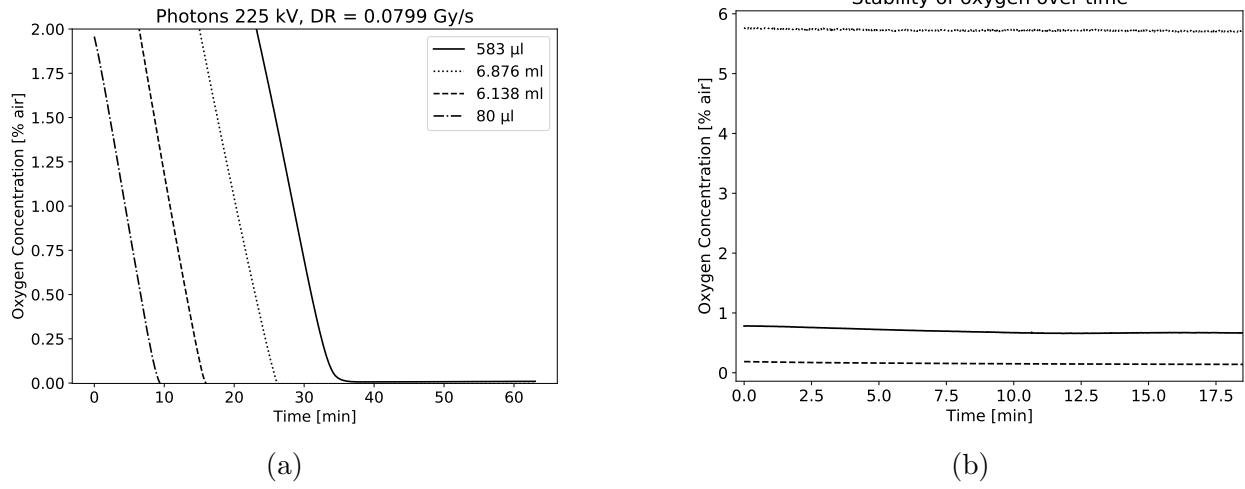 Photons 225 kV, DR = 0.0799 Gy/s
Oxygen Concentration [% air]
2.00
1.75
1.50
1.25
1.00
0.75
0.50
0.25
0.00
583 µl
6.876 ml
6.138 ml
80 µl
0 10 20 30 40 50 60
Time [min]
(a)
Stability of oxygen over time
Oxygen Concentration [% air]
6
5
4
3
2
1
0
0.0 2.5 5.0 7.5 10.0 12.5 15.0 17.5
Time [min]
(b)